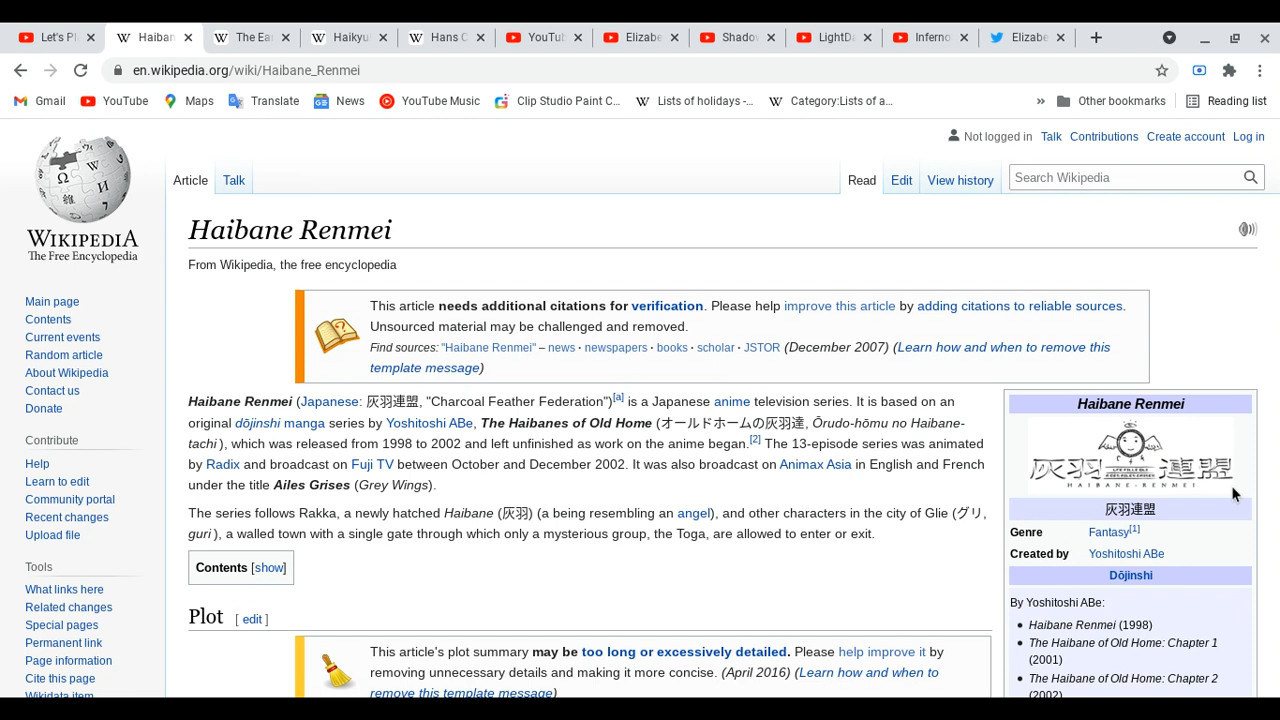 Let's Pl
Haiban
The Eas
Haikyu
Hans C
YouTub
Elizabe
Shadow
LightDa
Inferno
Elizabe
en.wikipedia.org/wiki/Haibane_Renmei
Gmail
YouTube
Maps
Translate
News
YouTube Music
Clip Studio Paint C...
Lists of holidays -...
Category:Lists of a...
»
Other bookmarks
Reading list
Not logged in Talk Contributions Create account Log in
Article Talk
Read Edit View history
Search Wikipedia
WIKIPEDIA
The Free Encyclopedia
Main page
Contents
Current events
Random article
About Wikipedia
Contact us
Donate
Contribute
Help
Learn to edit
Community portal
Recent changes
Upload file
Tools
What links here
Related changes
Special pages
Permanent link
Page information
Cite this page
Wikidata item
Haibane Renmei
From Wikipedia, the free encyclopedia
This article needs additional citations for verification. Please help improve this article by adding citations to reliable sources.
Unsourced material may be challenged and removed.
Find sources: "Haibane Renmei" – news · newspapers · books · scholar · JSTOR (December 2007) (Learn how and when to remove this
template message)
Haibane Renmei (Japanese: 灰羽連盟, "Charcoal Feather Federation")[a] is a Japanese anime television series. It is based on an
original dōjinshi manga series by Yoshitoshi ABe, The Haibanes of Old Home (オールドホームの灰羽達, Ōrudo-hōmu no Haibane-
tachi), which was released from 1998 to 2002 and left unfinished as work on the anime began.[2] The 13-episode series was animated
by Radix and broadcast on Fuji TV between October and December 2002. It was also broadcast on Animax Asia in English and French
under the title Ailes Grises (Grey Wings).
The series follows Rakka, a newly hatched Haibane (灰羽) (a being resembling an angel), and other characters in the city of Glie (グリ,
guri), a walled town with a single gate through which only a mysterious group, the Toga, are allowed to enter or exit.
Contents [show]
Plot [ edit ]
This article's plot summary may be too long or excessively detailed. Please help improve it by
removing unnecessary details and making it more concise. (April 2016) (Learn how and when to
remove this template message)
Haibane Renmei
灰羽連盟
HAIBANE-RENMEI
灰羽連盟
Genre Fantasy[1]
Created by Yoshitoshi ABe
Dōjinshi
By Yoshitoshi ABe:
• Haibane Renmei (1998)
• The Haibane of Old Home: Chapter 1
(2001)
• The Haibane of Old Home: Chapter 2
(2002)